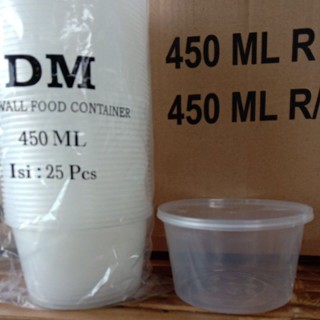 DM
WALL FOOD CONTAINER
450 ML
Isi : 25 Pcs
450 ML R
450 ML R/